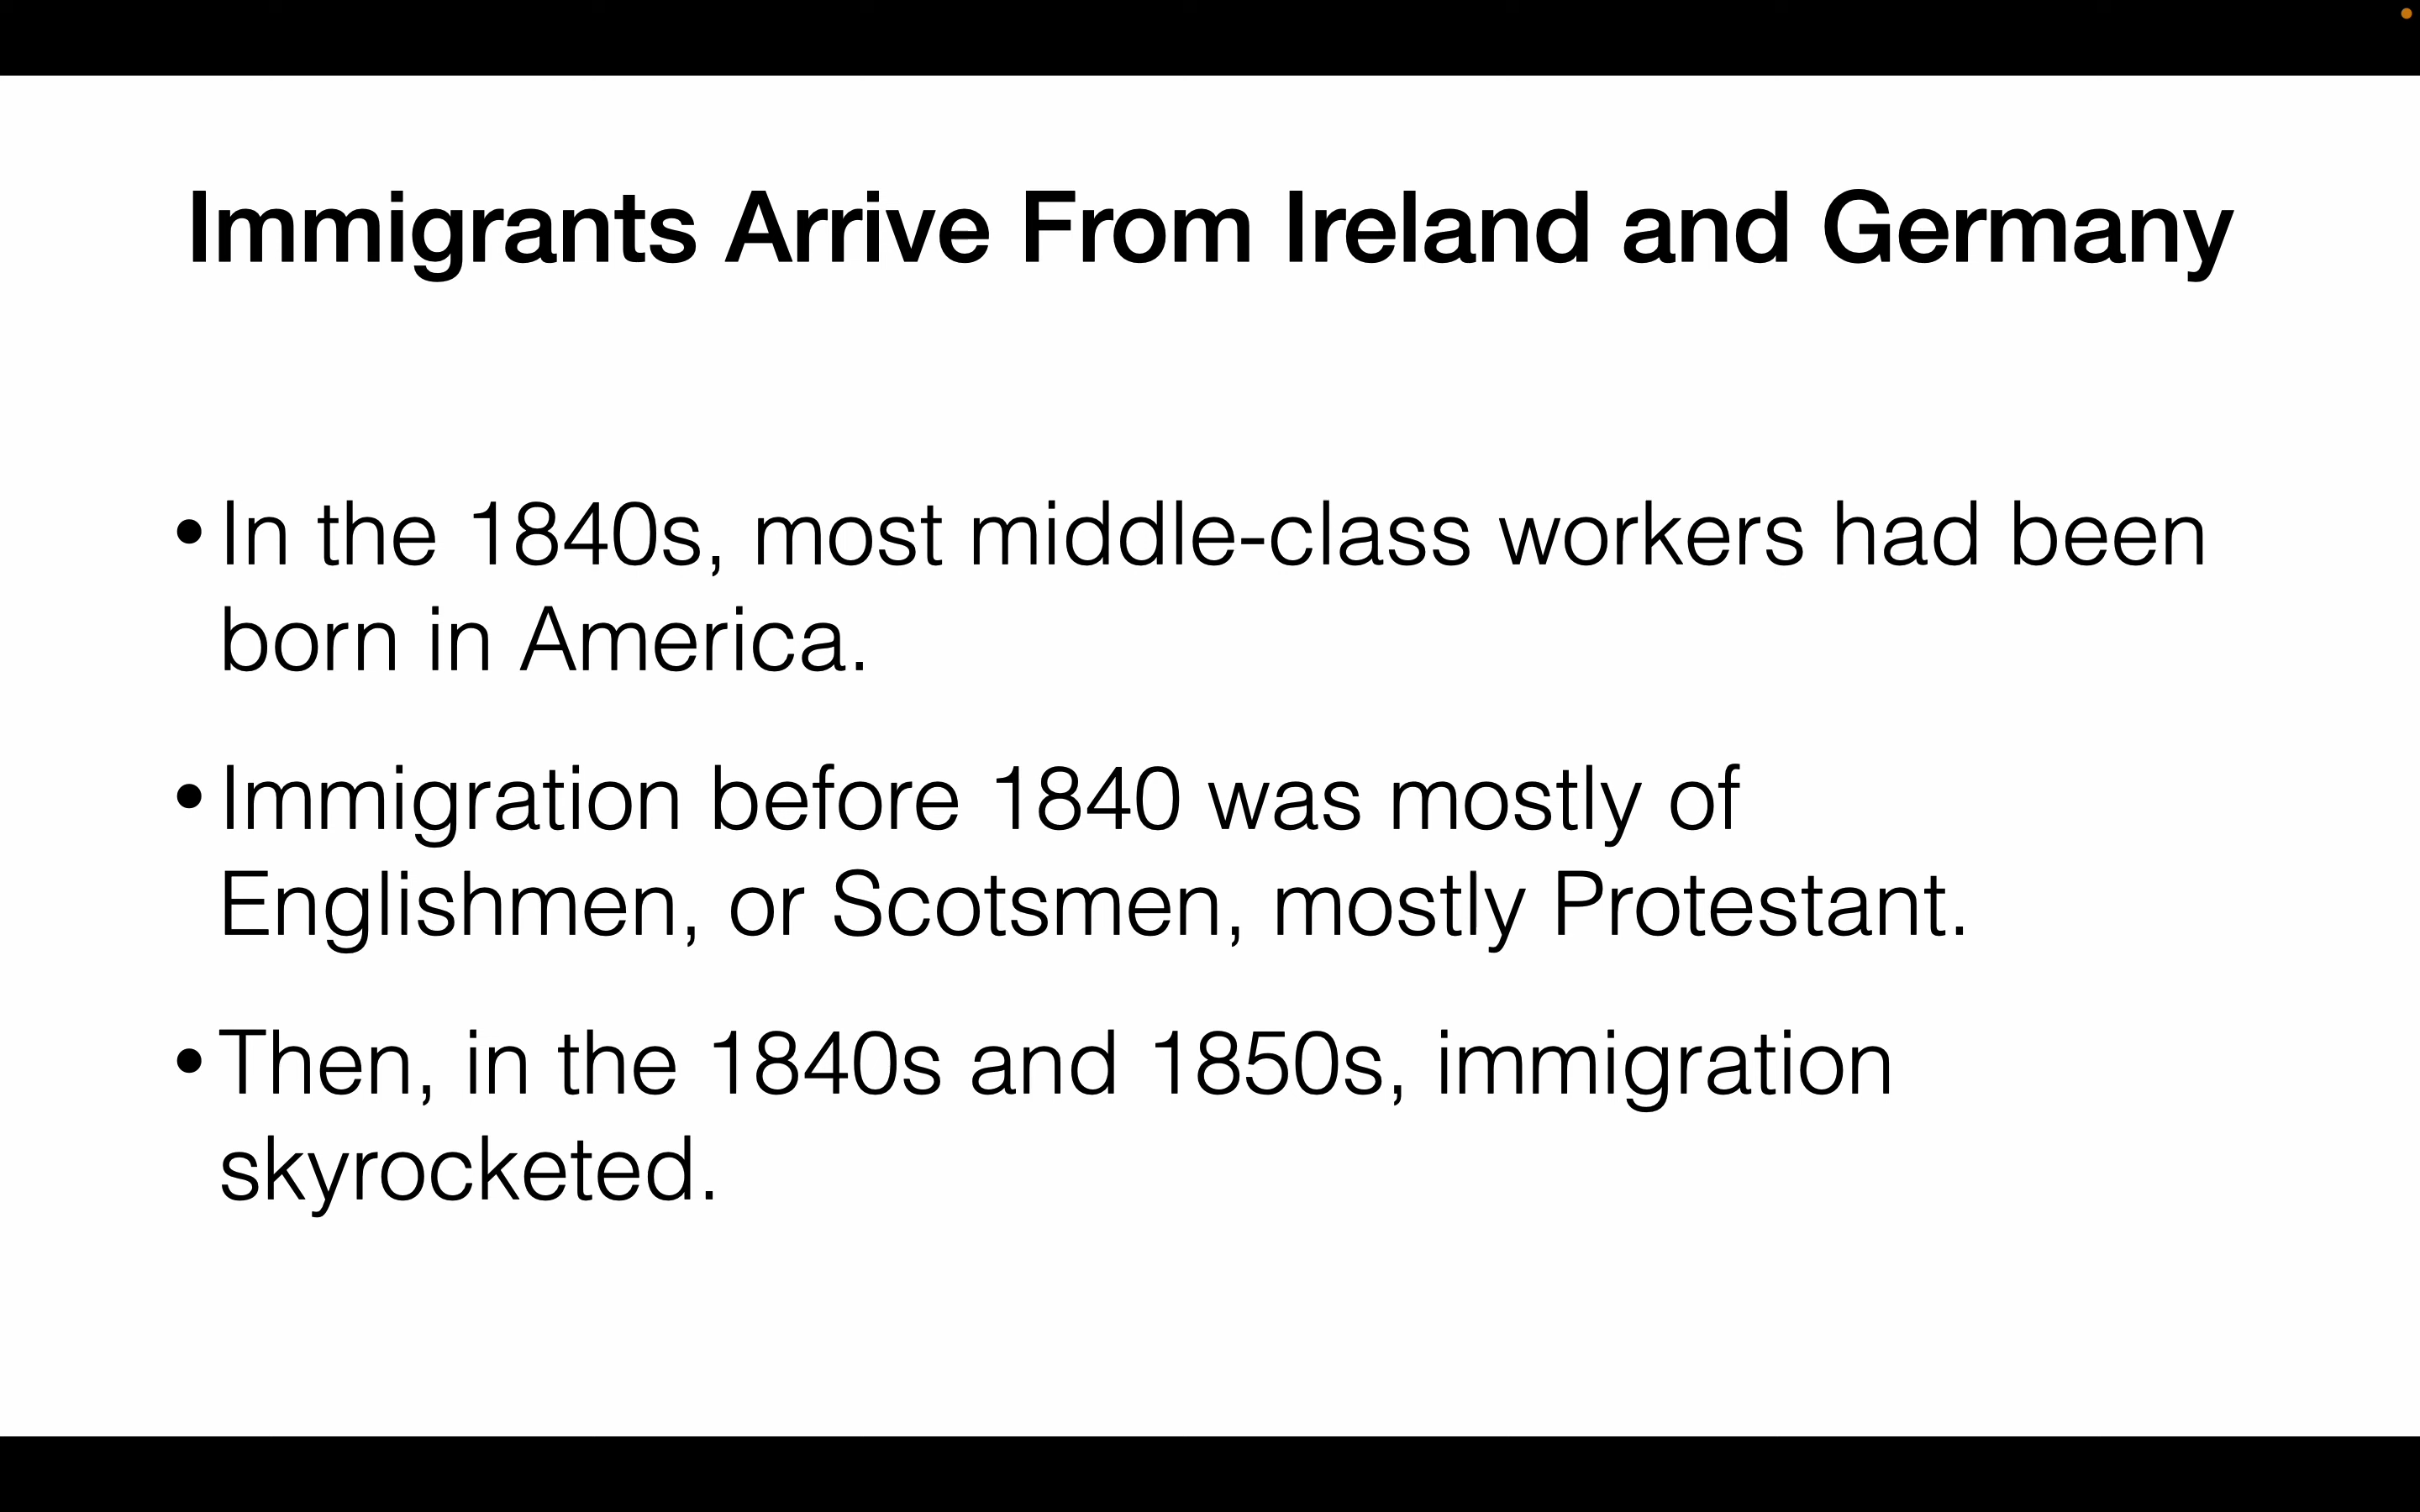 Immigrants Arrive From Ireland and Germany
•In the 1840s, most middle-class workers had been
born in America.
•Immigration before 1840 was mostly of
Englishmen, or Scotsmen, mostly Protestant.
•Then, in the 1840s and 1850s, immigration
skyrocketed.